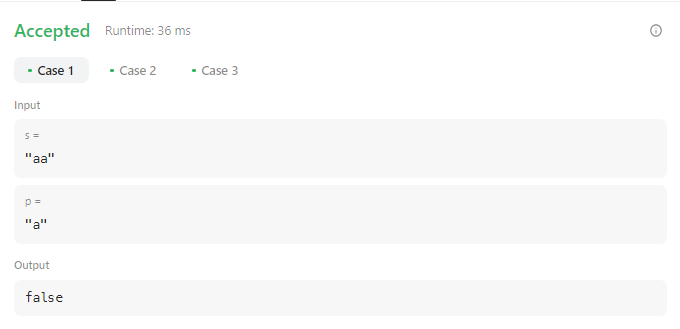 Accepted Runtime: 36 ms
Case 1 Case 2 Case 3
Input
s =
"aa"
p =
"a"
Output
false